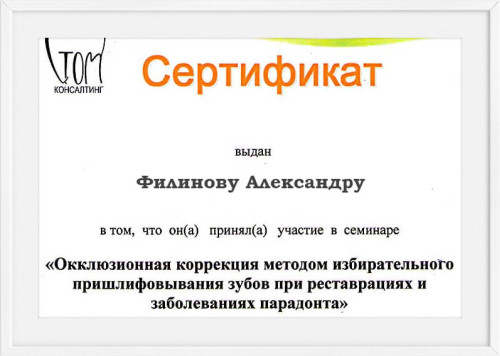 СТОМ
КОНСАЛТИНГ
Сертификат
выдан
Филинову Александру
в том, что он(а) принял(а) участие в семинаре
«Окклюзионная коррекция методом избирательного
пришлифовывания зубов при реставрациях и
заболеваниях парадонта»